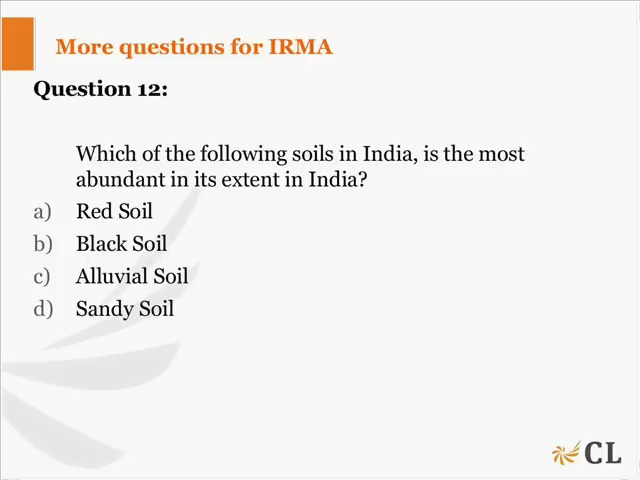 More questions for IRMA
Question 12:
Which of the following soils in India, is the most
abundant in its extent in India?
a) Red Soil
b) Black Soil
c) Alluvial Soil
d) Sandy Soil
CL